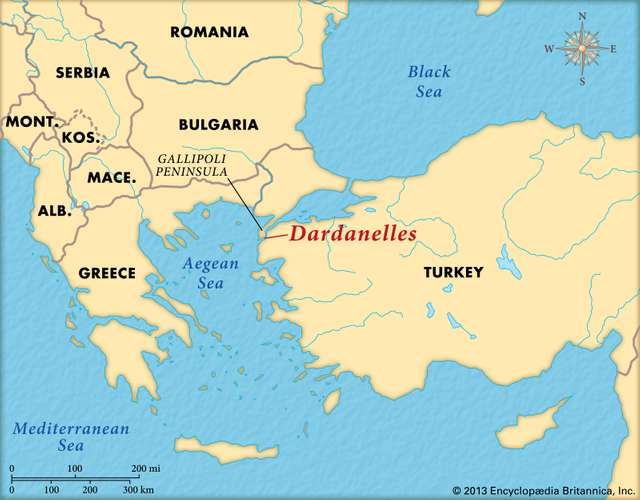 ROMANIA
N
W
E
S
SERBIA
Black
Sea
MONT.
KOS.
BULGARIA
GALLIPOLI
PENINSULA
MACE.
ALB.
Dardanelles
Aegean
Sea
GREECE
TURKEY
Mediterranean
Sea
0 100 200 mi
0 100 200 300 km
© 2013 Encyclopædia Britannica, Inc.